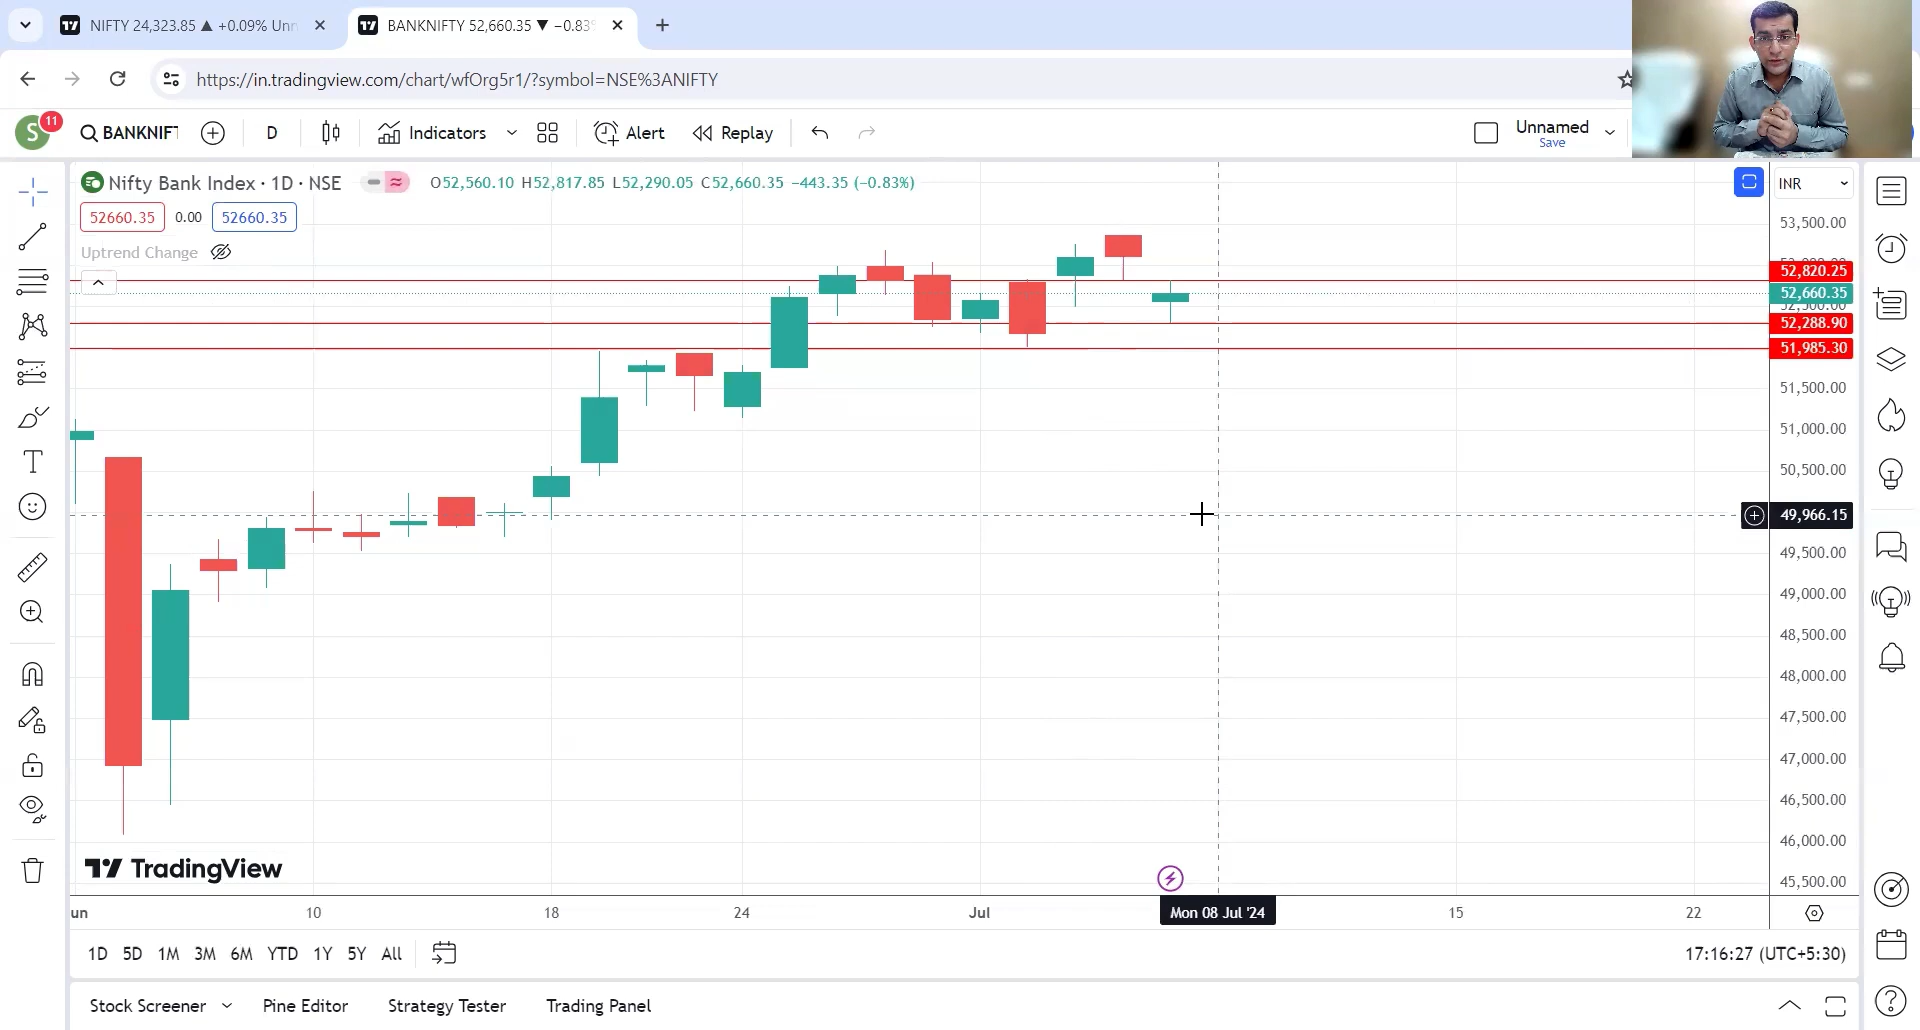 NIFTY 24,323.85 ▲ +0.09% Unn
BANKNIFTY 52,660.35 ▼ −0.83%
https://in.tradingview.com/chart/wfOrg5r1/?symbol=NSE%3ANIFTY
S 11 BANKNIFT D Indicators Alert Replay Unnamed
Save
Nifty Bank Index · 1D · NSE O52,560.10 H52,817.85 L52,290.05 C52,660.35 −443.35 (−0.83%) INR
52660.35 0.00 52660.35
Uptrend Change
53,500.00
52,820.25
52,660.35
52,288.90
51,985.30
51,500.00
51,000.00
50,500.00
49,966.15
49,500.00
49,000.00
48,500.00
48,000.00
47,500.00
47,000.00
46,500.00
46,000.00
45,500.00
TradingView
un 10 18 24 Jul Mon 08 Jul '24 15 22
1D 5D 1M 3M 6M YTD 1Y 5Y All 17:16:27 (UTC+5:30)
Stock Screener Pine Editor Strategy Tester Trading Panel